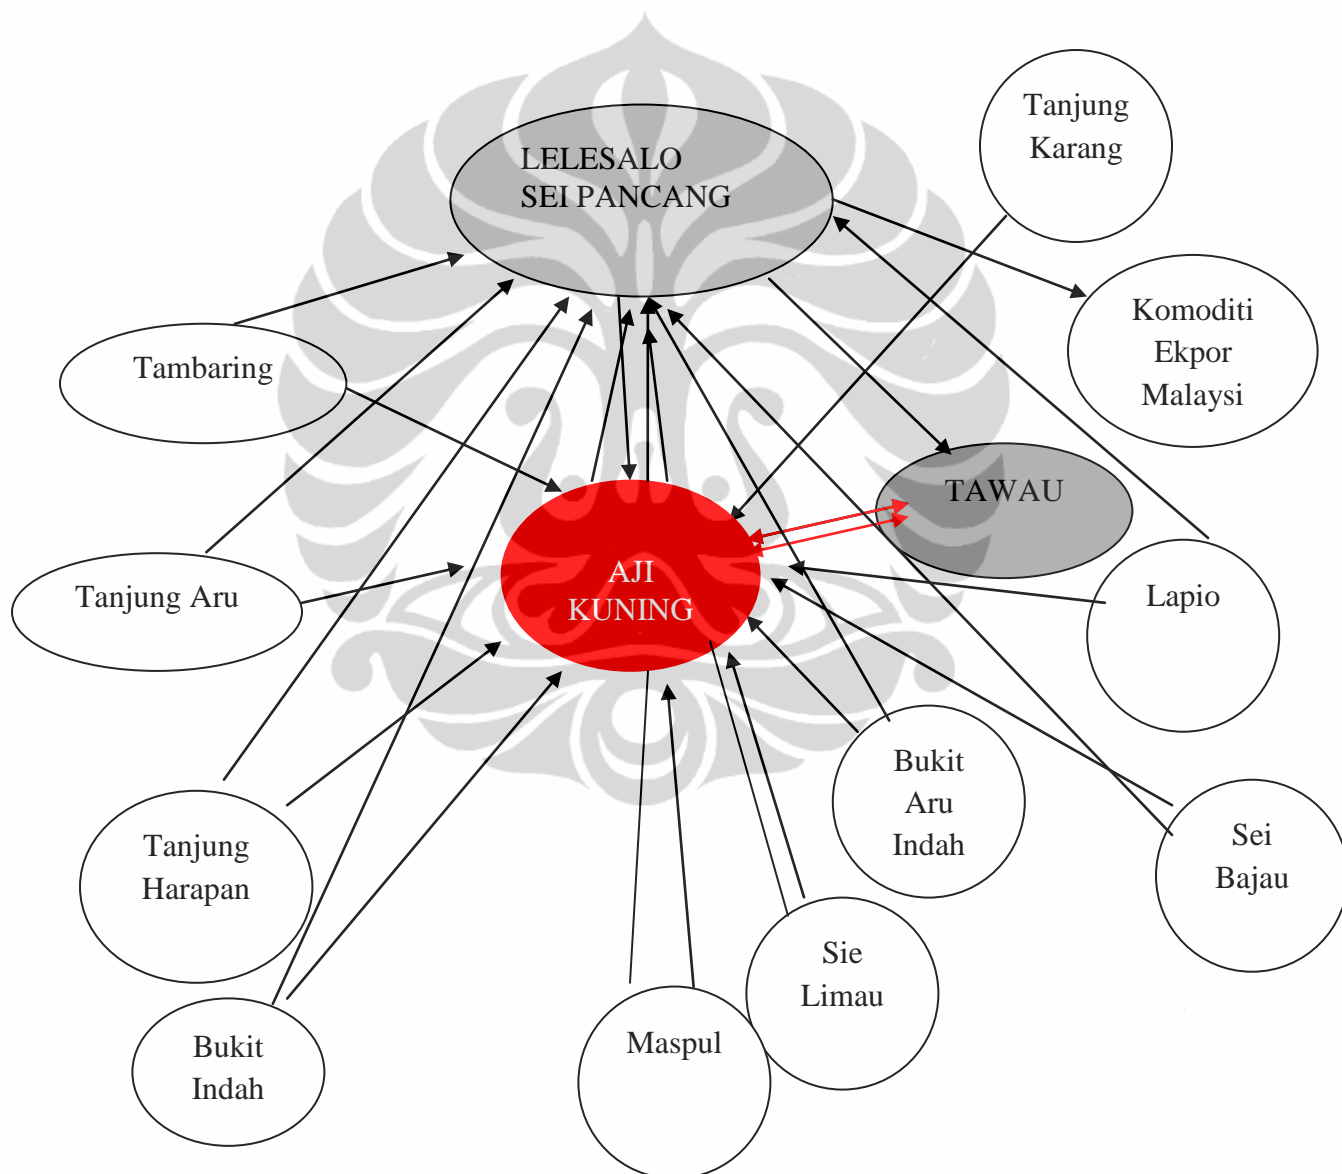 Tanjung
Karang
LELESALO
SEI PANCANG
Komoditi
Ekpor
Malaysi
Tambaring
TAWAU
AJI
KUNING
Tanjung Aru
Lapio
Bukit
Aru
Indah
Sei
Bajau
Tanjung
Harapan
Sie
Limau
Maspul
Bukit
Indah